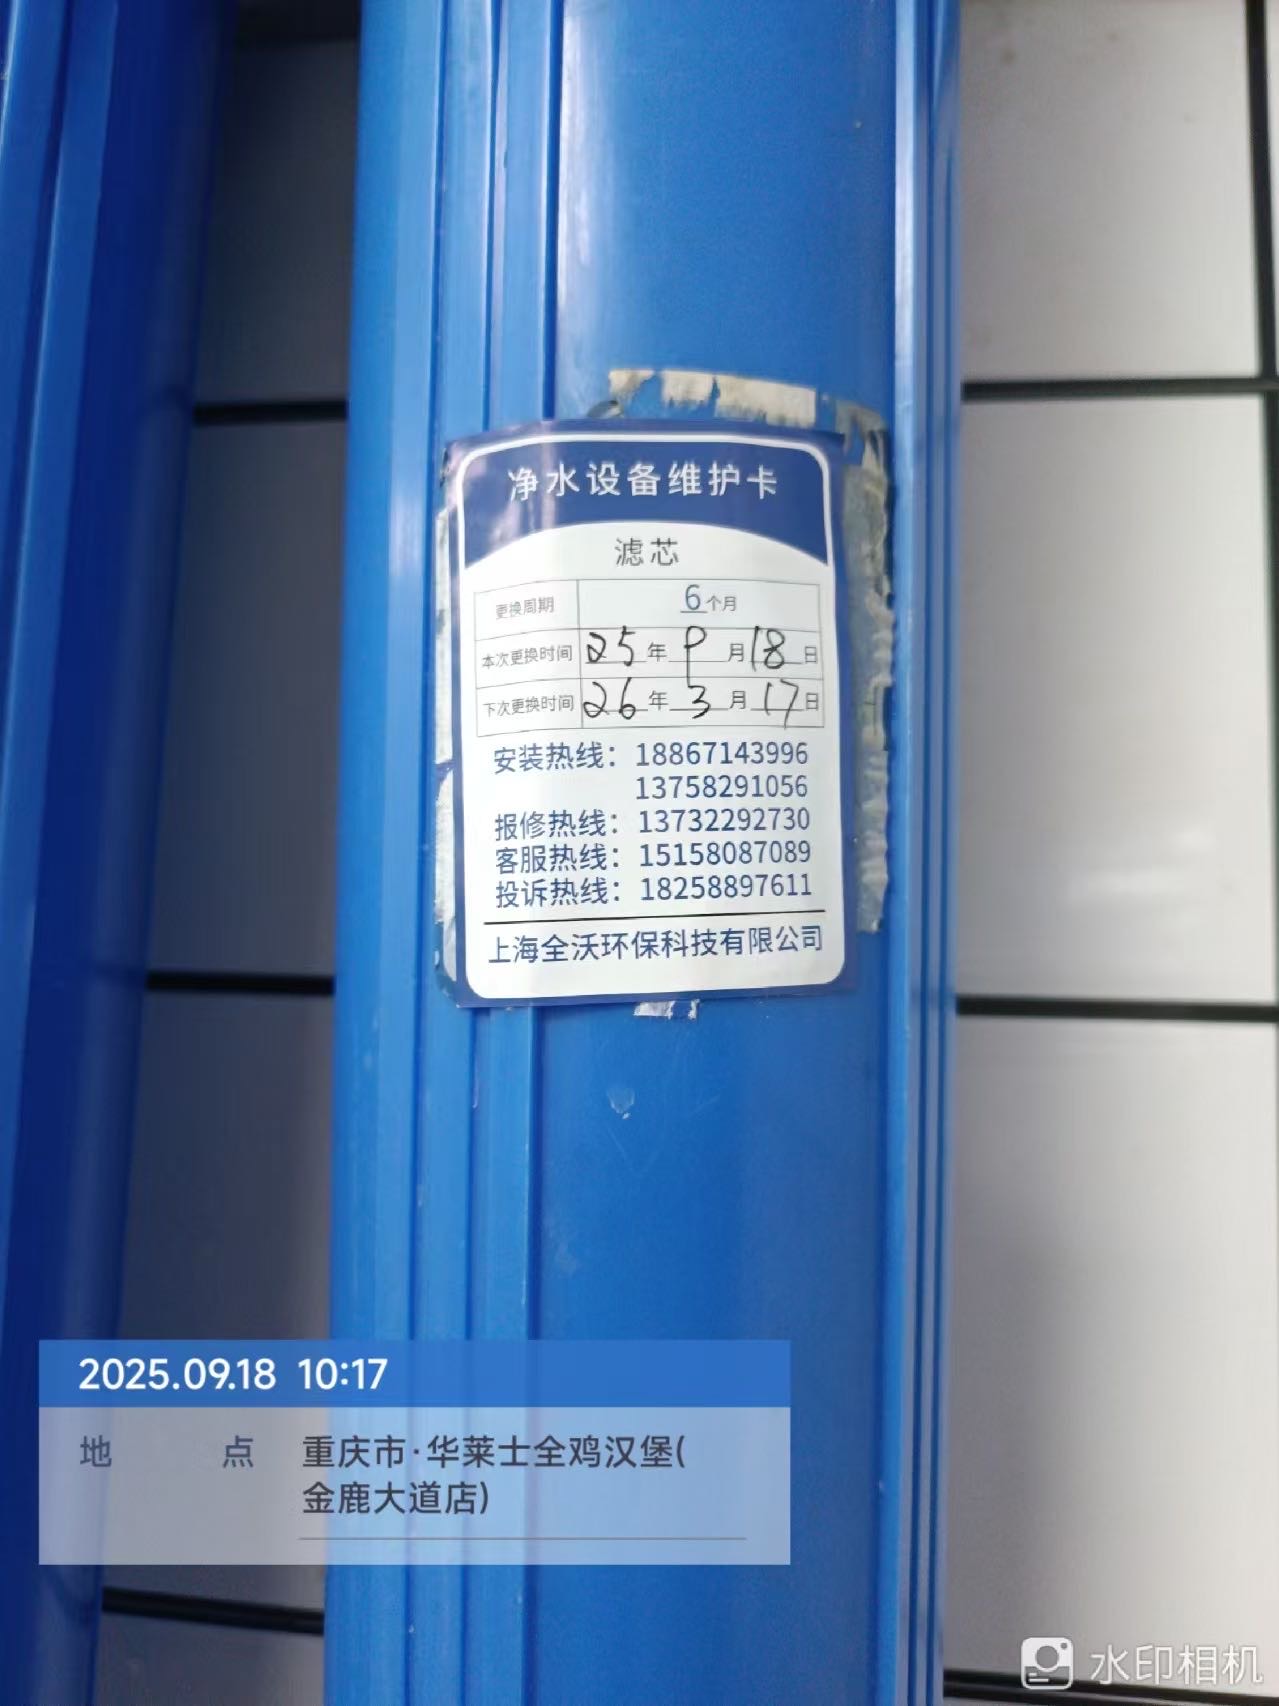 净水设备维护卡
滤芯
更换周期 6个月
本次更换时间 25年9月18日
下次更换时间 26年3月17日
安装热线：18867143996
13758291056
报修热线：13732292730
客服热线：15158087089
投诉热线：18258897611
上海全沃环保科技有限公司
2025.09.18 10:17
地 点 重庆市·华莱士全鸡汉堡(
金鹿大道店)
水印相机